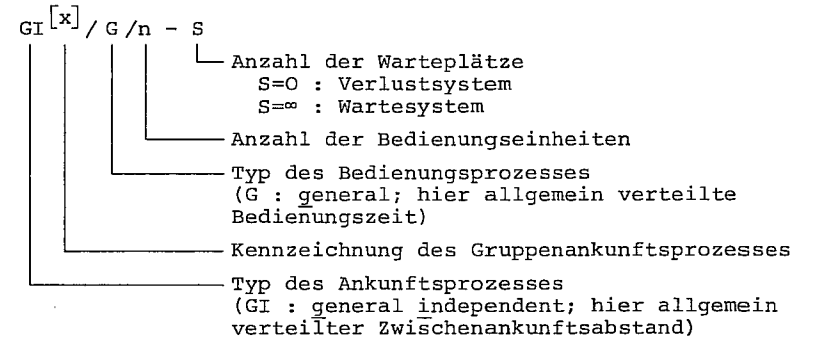 GI[x] / G /n - S
Anzahl der Warteplätze
S=O : Verlustsystem
S=∞ : Wartesystem
Anzahl der Bedienungseinheiten
Typ des Bedienungsprozesses
(G : general; hier allgemein verteilte
Bedienungszeit)
Kennzeichnung des Gruppenankunftsprozesses
Typ des Ankunftsprozesses
(GI : general independent; hier allgemein
verteilter Zwischenankunftsabstand)